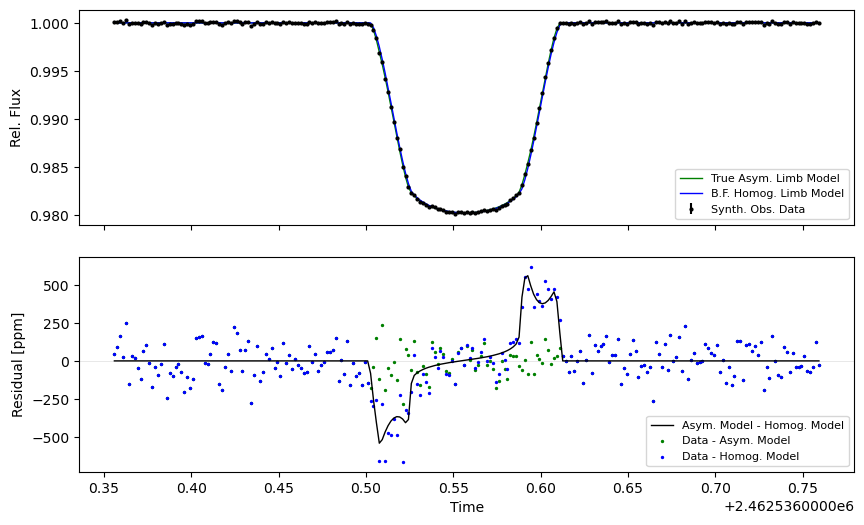 1.000
0.995
0.990
0.985
0.980
Rel. Flux
True Asym. Limb Model
B.F. Homog. Limb Model
Synth. Obs. Data
500
250
0
−250
−500
Residual [ppm]
Asym. Model - Homog. Model
Data - Asym. Model
Data - Homog. Model
0.35 0.40 0.45 0.50 0.55 0.60 0.65 0.70 0.75
Time
+2.4625360000e6